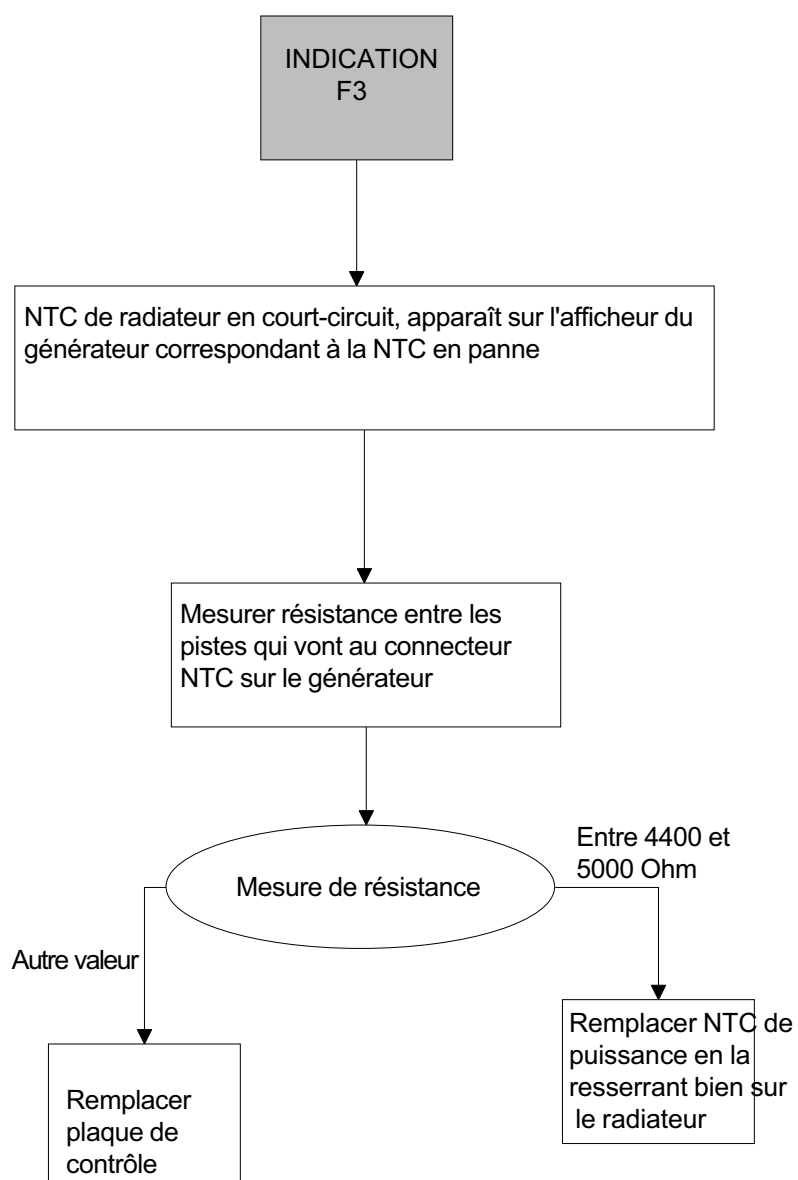 INDICATION
F3
NTC de radiateur en court-circuit, apparaît sur l'afficheur du
générateur correspondant à la NTC en panne
Mesurer résistance entre les
pistes qui vont au connecteur
NTC sur le générateur
Mesure de résistance
Entre 4400 et
5000 Ohm
Autre valeur
Remplacer NTC de
puissance en la
resserrant bien sur
le radiateur
Remplacer
plaque de
contrôle